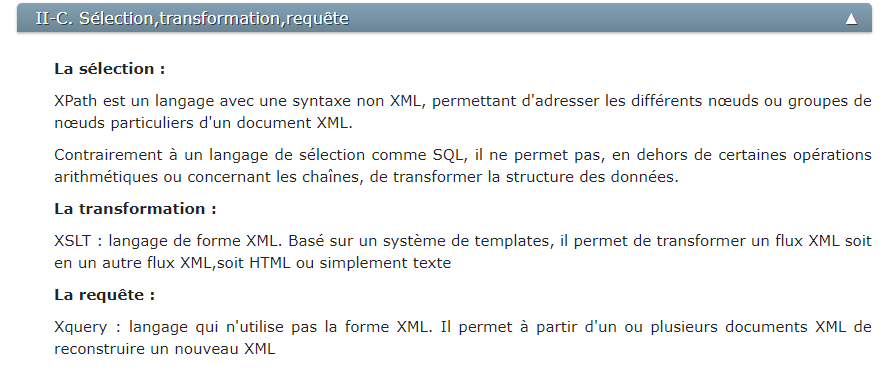 II-C. Sélection,transformation,requête ▲
La sélection :
XPath est un langage avec une syntaxe non XML, permettant d'adresser les différents nœuds ou groupes de
nœuds particuliers d'un document XML.
Contrairement à un langage de sélection comme SQL, il ne permet pas, en dehors de certaines opérations
arithmétiques ou concernant les chaînes, de transformer la structure des données.
La transformation :
XSLT : langage de forme XML. Basé sur un système de templates, il permet de transformer un flux XML soit
en un autre flux XML,soit HTML ou simplement texte
La requête :
Xquery : langage qui n'utilise pas la forme XML. Il permet à partir d'un ou plusieurs documents XML de
reconstruire un nouveau XML